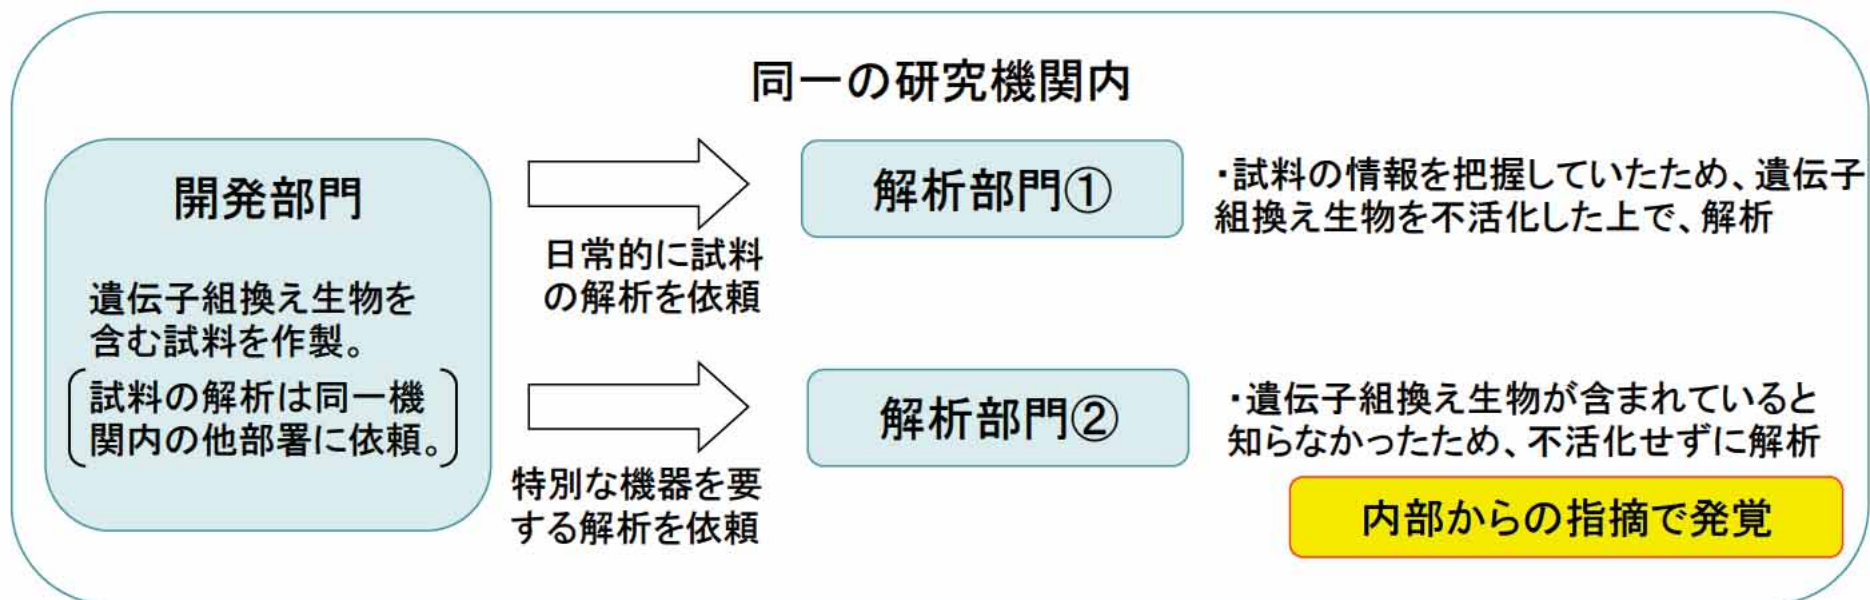 同一の研究機関内
開発部門
遺伝子組換え生物を
含む試料を作製。
試料の解析は同一機
関内の他部署に依頼。
日常的に試料
の解析を依頼
解析部門①
・試料の情報を把握していたため、遺伝子
組換え生物を不活化した上で、解析
特別な機器を要
する解析を依頼
解析部門②
・遺伝子組換え生物が含まれていると
知らなかったため、不活化せずに解析
内部からの指摘で発覚